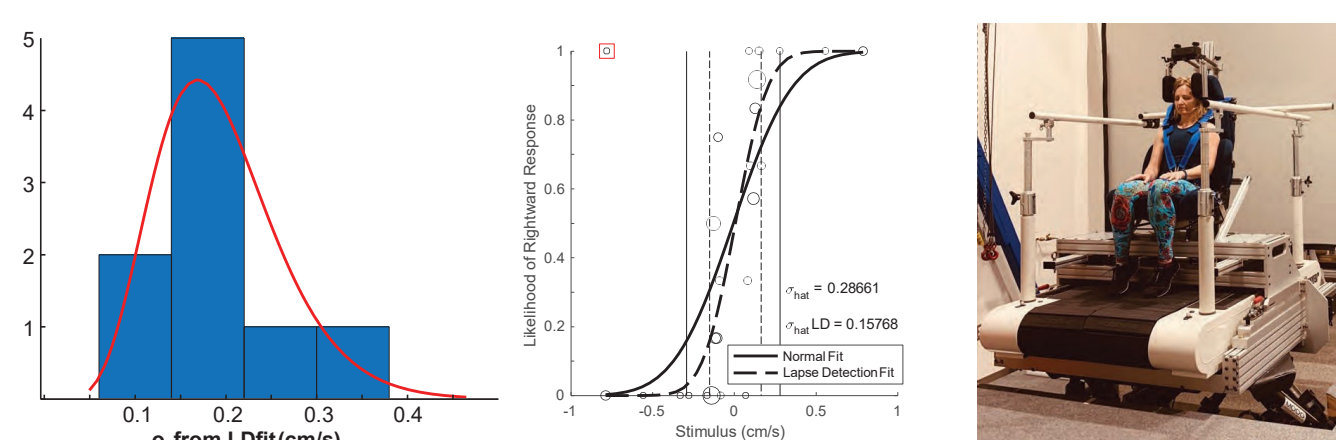 5
4
3
2
1
0.1 0.2 0.3 0.4
σ from LDfit (cm/s)
Likelihood of Rightward Response
1
0.8
0.6
0.4
0.2
0
σhat = 0.28661
σhat LD = 0.15768
Normal Fit
Lapse Detection Fit
-1 -0.5 0 0.5 1
Stimulus (cm/s)